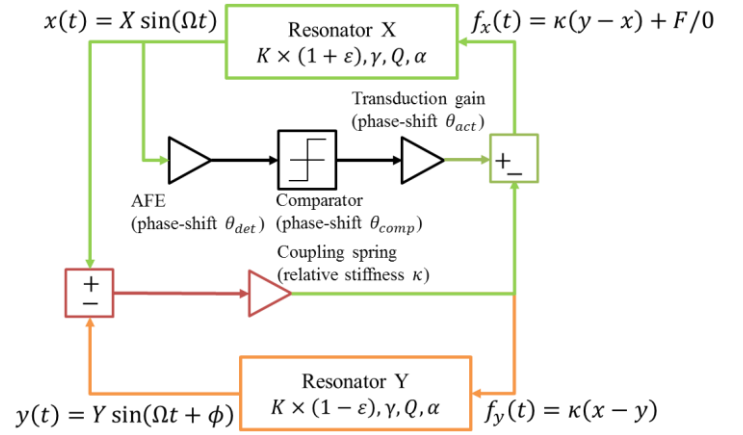 x(t) = X sin(Ωt)
Resonator X
K × (1 + ε), γ, Q, α
f_x(t) = κ(y − x) + F/0
Transduction gain
(phase-shift θ_act)
+
−
AFE
(phase-shift θ_det)
Comparator
(phase-shift θ_comp)
Coupling spring
(relative stiffness κ)
+
−
Resonator Y
K × (1 − ε), γ, Q, α
y(t) = Y sin(Ωt + ϕ)
f_y(t) = κ(x − y)